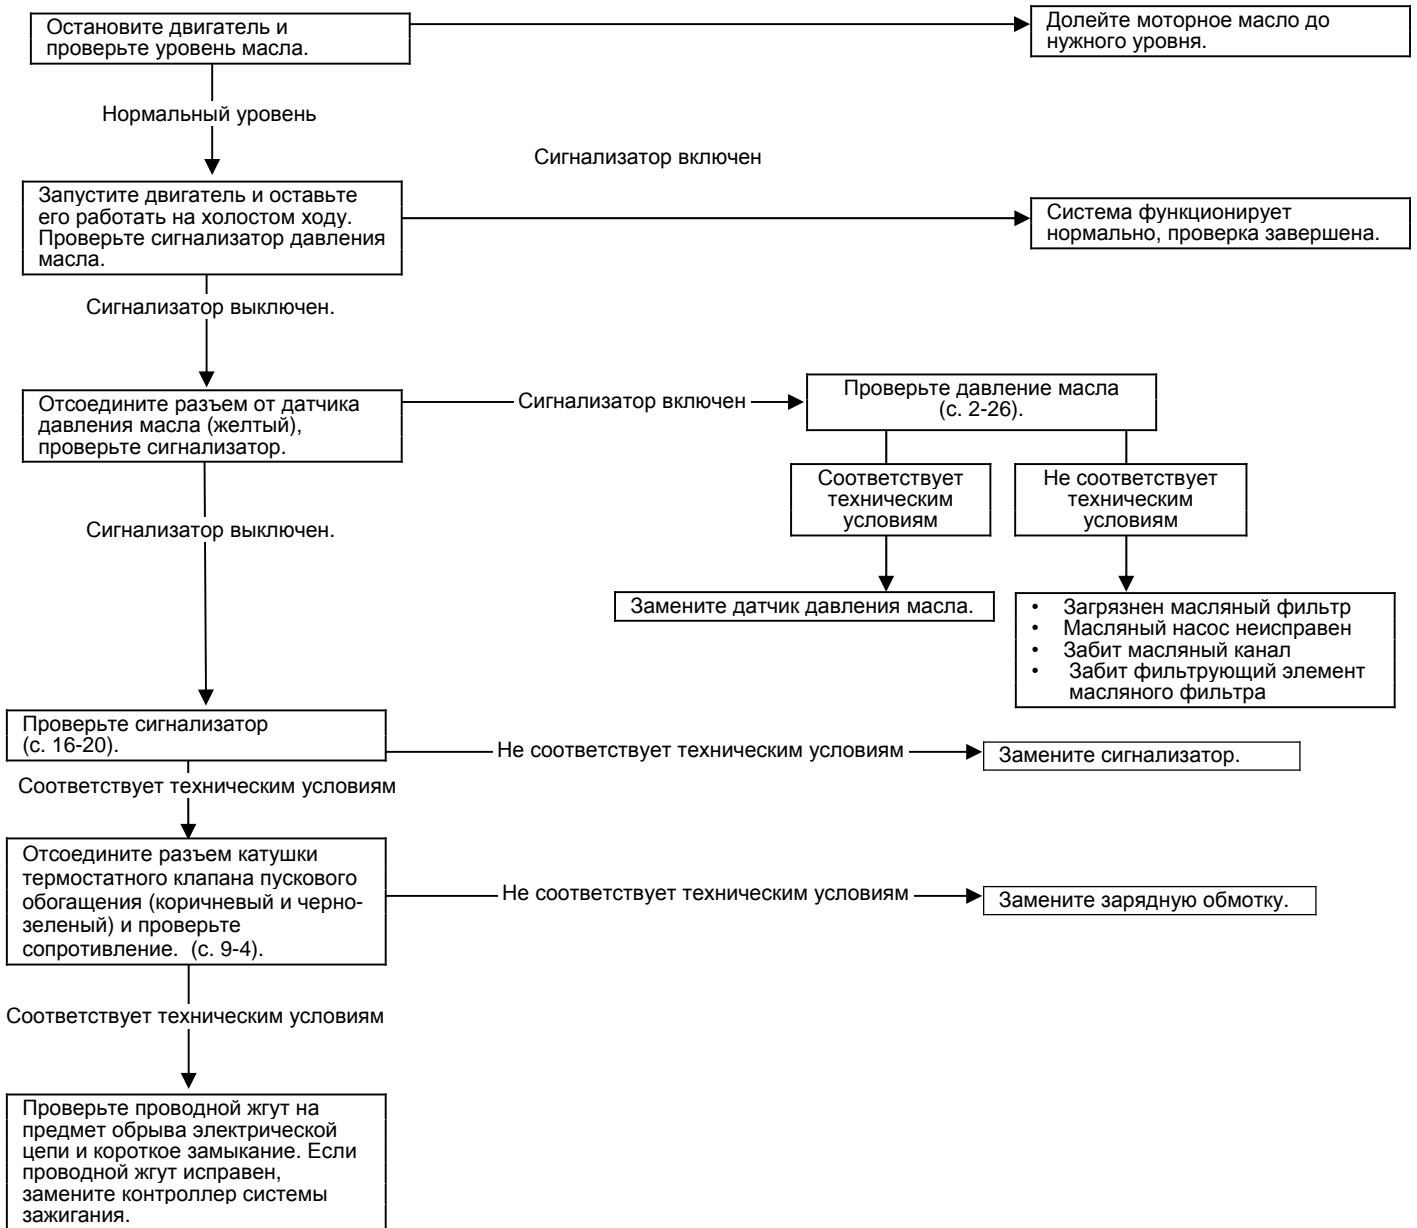 Остановите двигатель и
проверьте уровень масла.
Долейте моторное масло до
нужного уровня.
Нормальный уровень
Сигнализатор включен
Запустите двигатель и оставьте
его работать на холостом ходу.
Проверьте сигнализатор давления
масла.
Система функционирует
нормально, проверка завершена.
Сигнализатор выключен.
Отсоедините разъем от датчика
давления масла (желтый),
проверьте сигнализатор.
Сигнализатор включен
Проверьте давление масла
(с. 2-26).
Соответствует
техническим
условиям
Не соответствует
техническим
условиям
Сигнализатор выключен.
Замените датчик давления масла.
• Загрязнен масляный фильтр
• Масляный насос неисправен
• Забит масляный канал
• Забит фильтрующий элемент
масляного фильтра
Проверьте сигнализатор
(с. 16-20).
Не соответствует техническим условиям
Замените сигнализатор.
Соответствует техническим условиям
Отсоедините разъем катушки
термостатного клапана пускового
обогащения (коричневый и черно-
зеленый) и проверьте
сопротивление. (с. 9-4).
Не соответствует техническим условиям
Замените зарядную обмотку.
Соответствует техническим условиям
Проверьте проводной жгут на
предмет обрыва электрической
цепи и короткое замыкание. Если
проводной жгут исправен,
замените контроллер системы
зажигания.